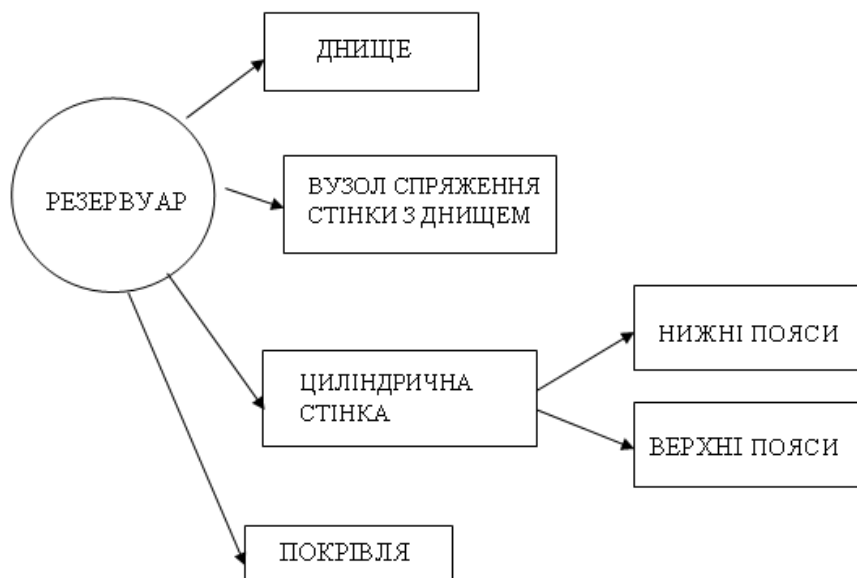 ДНИЩЕ
РЕЗЕРВУАР
ВУЗОЛ СПРЯЖЕННЯ
СТІНКИ З ДНИЩЕМ
ЦИЛІНДРИЧНА
СТІНКА
НИЖНІ ПОЯСИ
ВЕРХНІ ПОЯСИ
ПОКРІВЛЯ